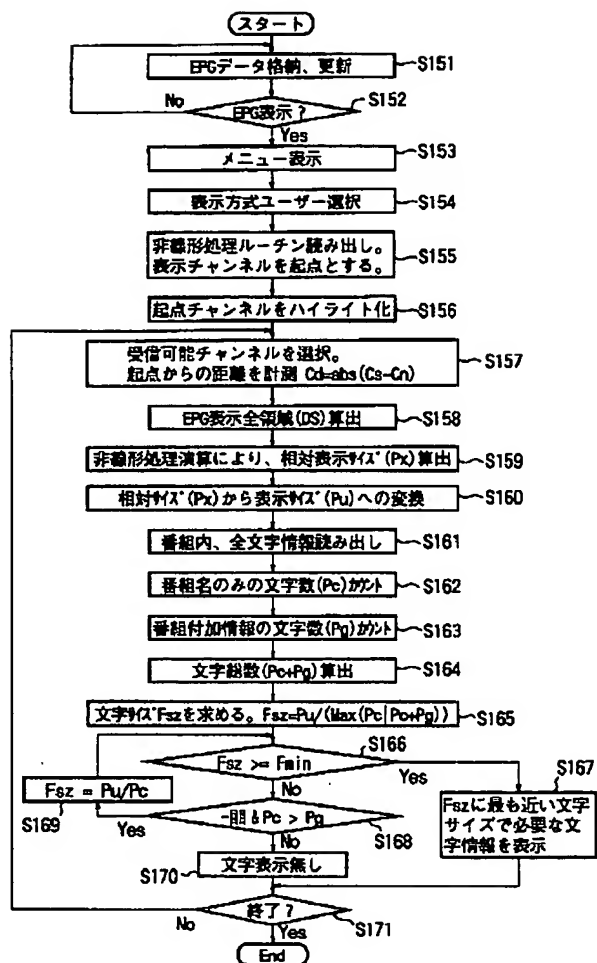 スタート
EPGデータ格納、更新
S151
No
EPG表示?
S152
Yes
メニュー表示
S153
表示方式ユーザー選択
S154
非線形処理ルーチン読み出し。
表示チャンネルを起点とする。
S155
起点チャンネルをハイライト化
S156
受信可能チャンネルを選択。
起点からの距離を計測 Cd=abs(Cs-Cn)
S157
EPG表示全領域(DS)算出
S158
非線形処理演算により、相対表示サイズ(Px)算出
S159
相対サイズ(Px)から表示サイズ(Pu)への変換
S160
番組内、全文字情報読み出し
S161
番組名のみの文字数(Pc)カウント
S162
番組付加情報の文字数(Pg)カウント
S163
文字総数(Pc+Pg)算出
S164
文字サイズFszを求める。Fsz=Pu/(Max(Pc|Pc+Pg))
S165
S166
Fsz >= Fmin
Yes
No
Fsz = Pu/Pc
S169
Yes
& Pc > Pg
S168
No
S167
Fszに最も近い文字
サイズで必要な文
字情報を表示
S170
文字表示無し
終了?
S171
No
Yes
End